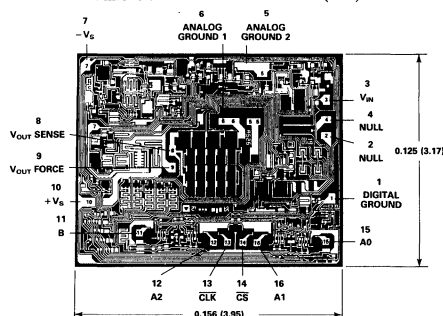 6
ANALOG
GROUND 1
5
ANALOG
GROUND 2
7
−VS
3
VIN
4
NULL
2
NULL
8
VOUT SENSE
9
VOUT FORCE
0.125 (3.17)
10
+VS
1
DIGITAL
GROUND
11
B
15
A0
12
A2
13
CLK
14
CS
16
A1
0.156 (3.95)